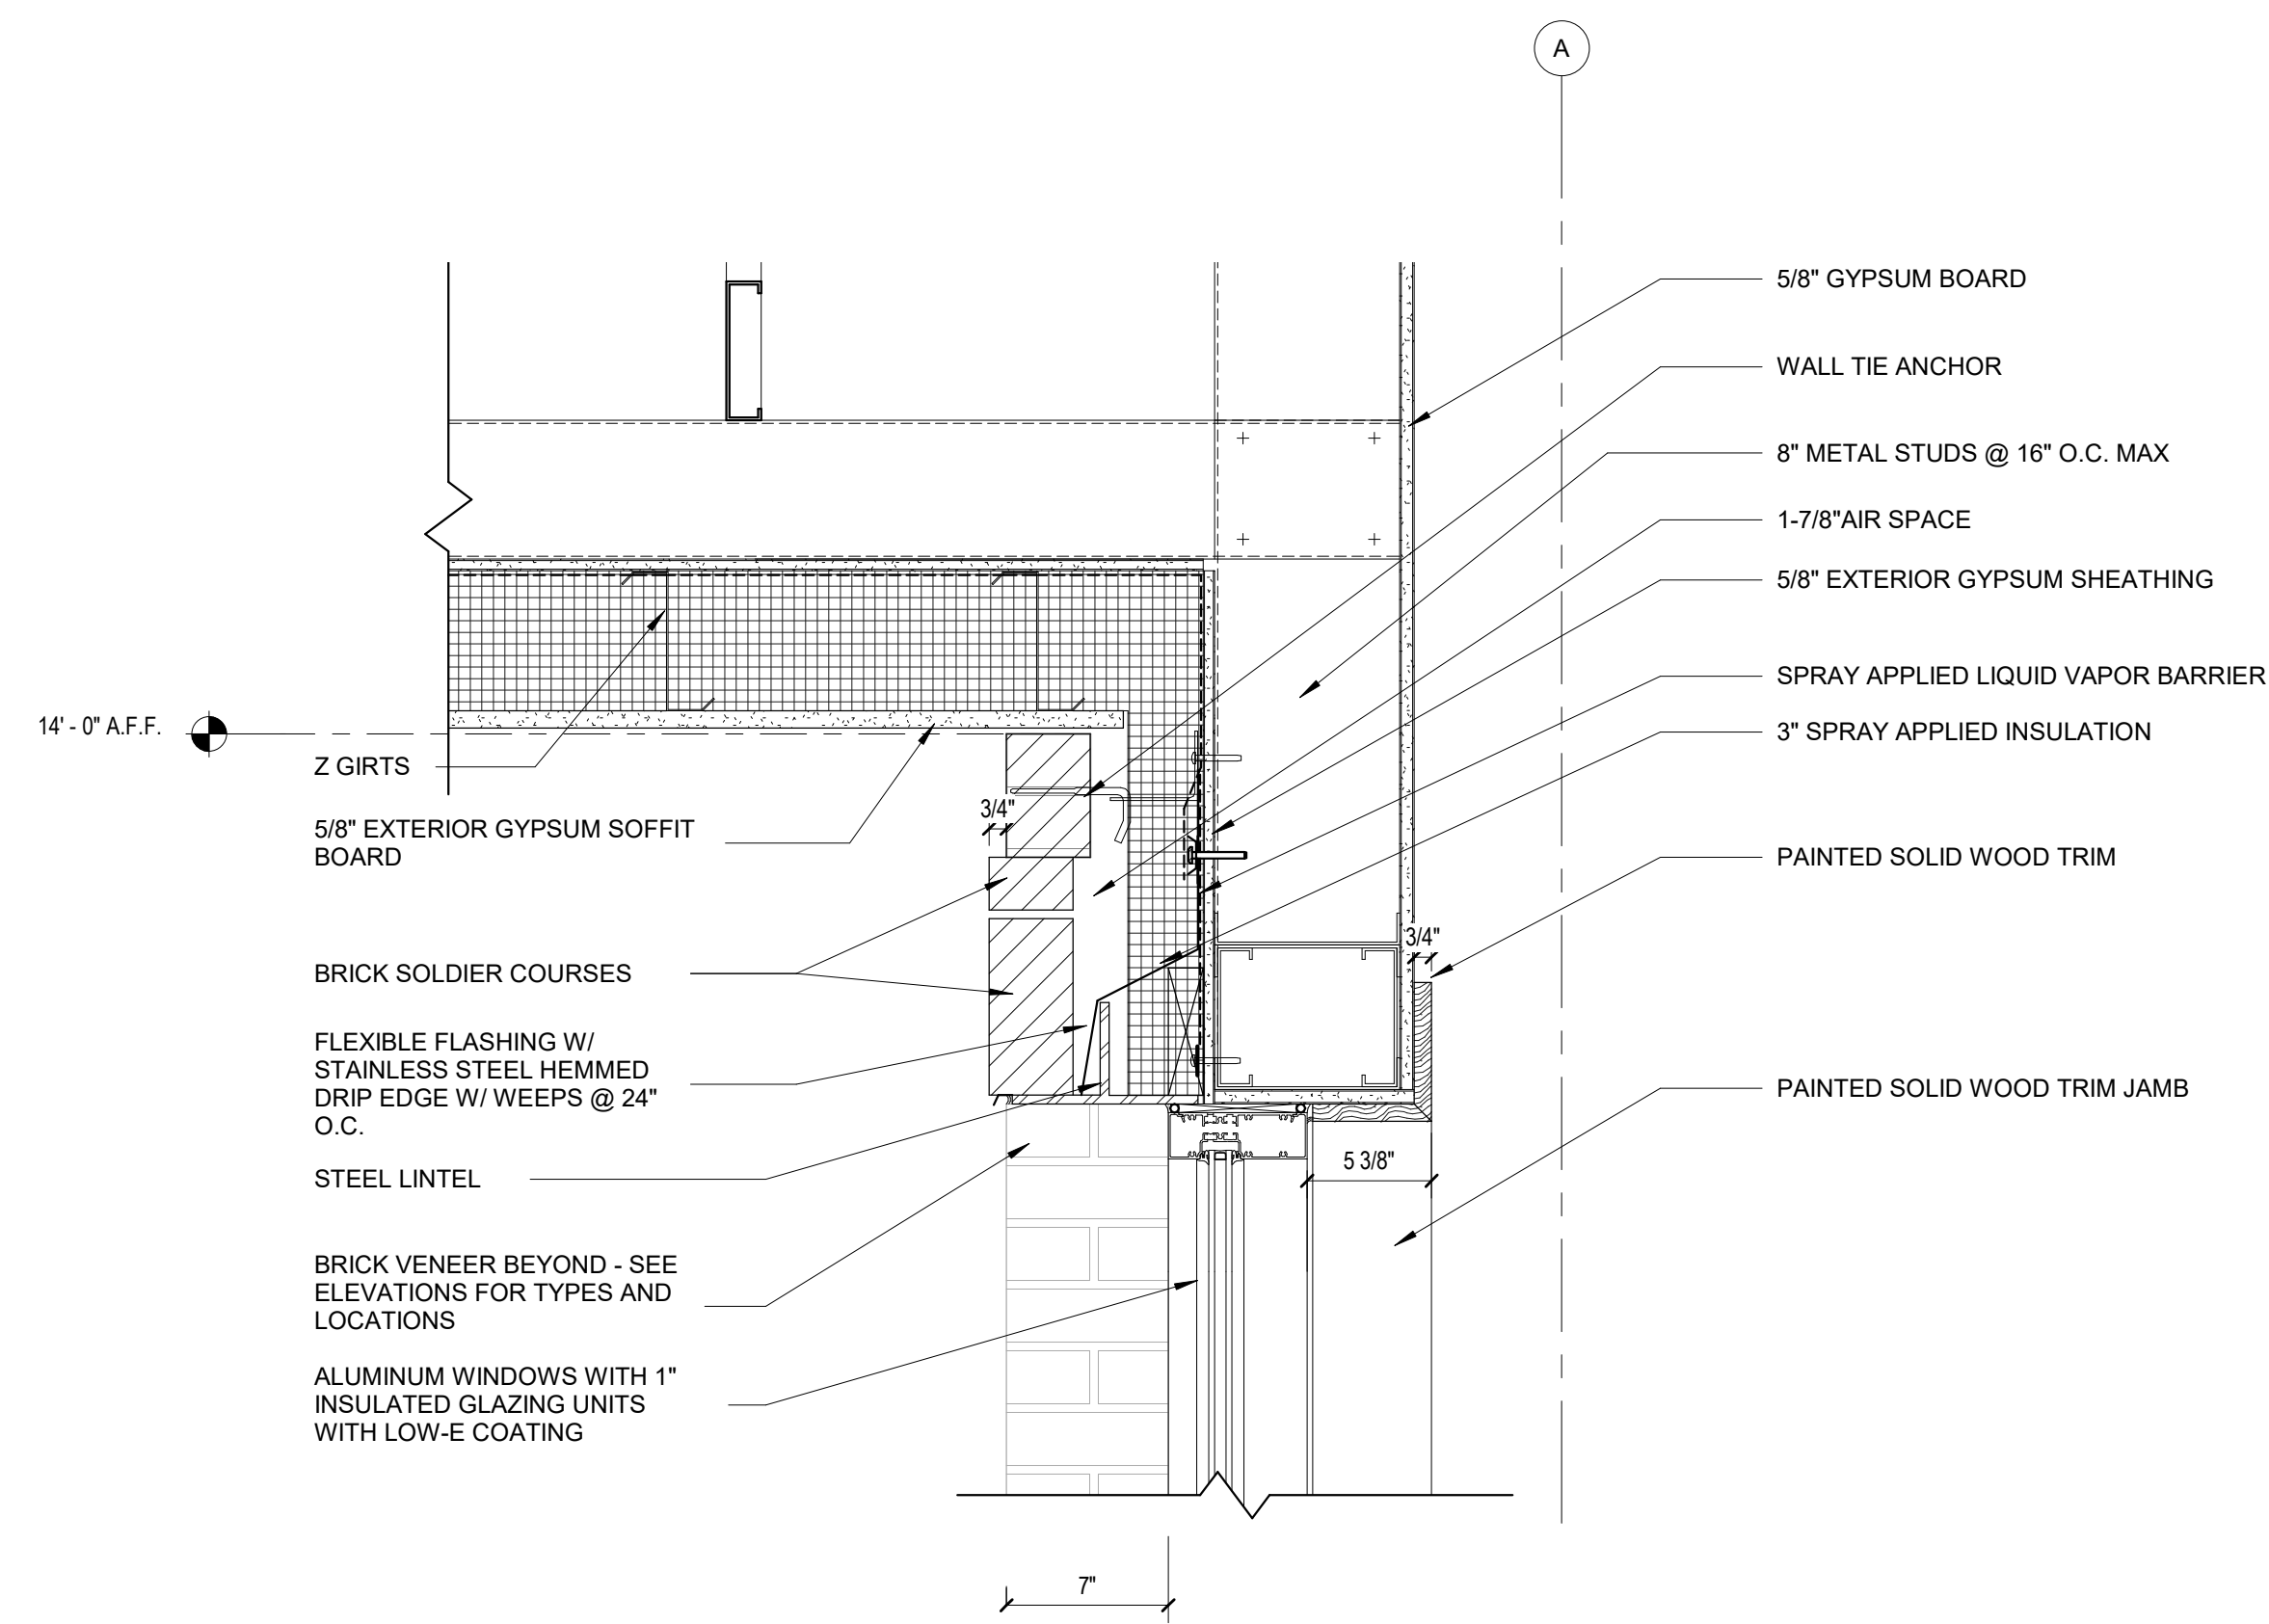 A
5/8" GYPSUM BOARD
WALL TIE ANCHOR
8" METAL STUDS @ 16" O.C. MAX
1-7/8"AIR SPACE
5/8" EXTERIOR GYPSUM SHEATHING
SPRAY APPLIED LIQUID VAPOR BARRIER
3" SPRAY APPLIED INSULATION
PAINTED SOLID WOOD TRIM
PAINTED SOLID WOOD TRIM JAMB
14' - 0" A.F.F.
Z GIRTS
5/8" EXTERIOR GYPSUM SOFFIT
BOARD
BRICK SOLDIER COURSES
FLEXIBLE FLASHING W/
STAINLESS STEEL HEMMED
DRIP EDGE W/ WEEPS @ 24"
O.C.
STEEL LINTEL
BRICK VENEER BEYOND - SEE
ELEVATIONS FOR TYPES AND
LOCATIONS
ALUMINUM WINDOWS WITH 1"
INSULATED GLAZING UNITS
WITH LOW-E COATING
3/4"
3/4"
5 3/8"
7"